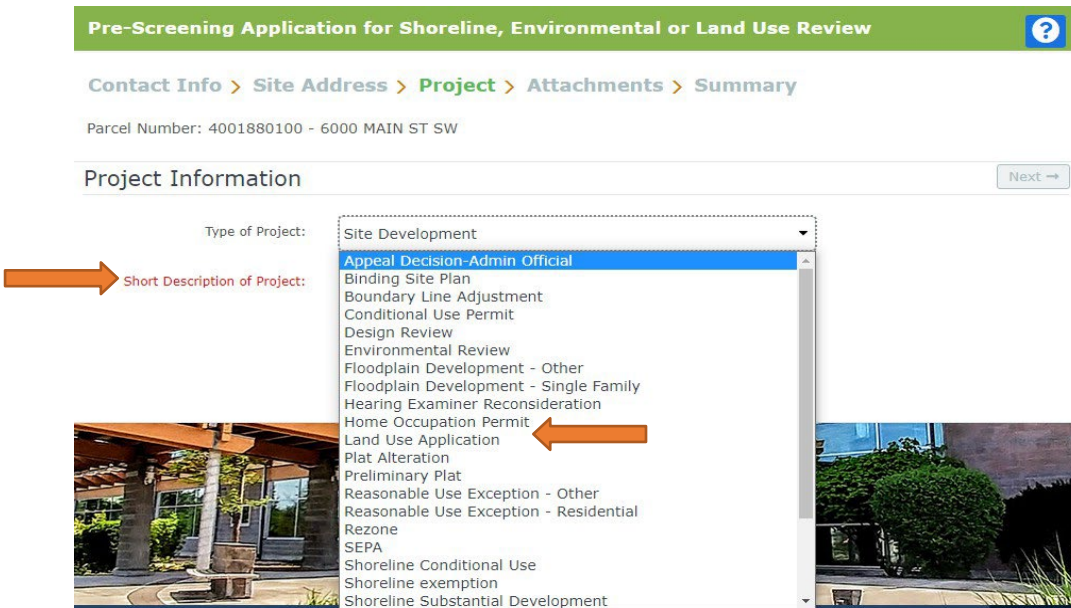 Pre-Screening Application for Shoreline, Environmental or Land Use Review
?
Contact Info > Site Address > Project > Attachments > Summary
Parcel Number: 4001880100 - 6000 MAIN ST SW
Project Information
Next →
Type of Project:
Site Development
Short Description of Project:
Appeal Decision-Admin Official
Binding Site Plan
Boundary Line Adjustment
Conditional Use Permit
Design Review
Environmental Review
Floodplain Development - Other
Floodplain Development - Single Family
Hearing Examiner Reconsideration
Home Occupation Permit
Land Use Application
Plat Alteration
Preliminary Plat
Reasonable Use Exception - Other
Reasonable Use Exception - Residential
Rezone
SEPA
Shoreline Conditional Use
Shoreline exemption
Shoreline Substantial Development